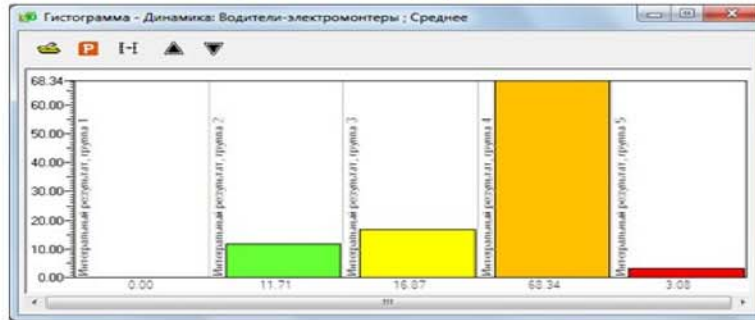 Гистограмма - Динамика: Водители-электромонтеры ; Среднее
P [-[
68.34
60.00
50.00
40.00
30.00
20.00
10.00
0.00
Интегральный результат, группа 1
Интегральный результат, группа 2
Интегральный результат, группа 3
Интегральный результат, группа 4
Интегральный результат, группа 5
0.00 11.71 16.87 68.34 3.08